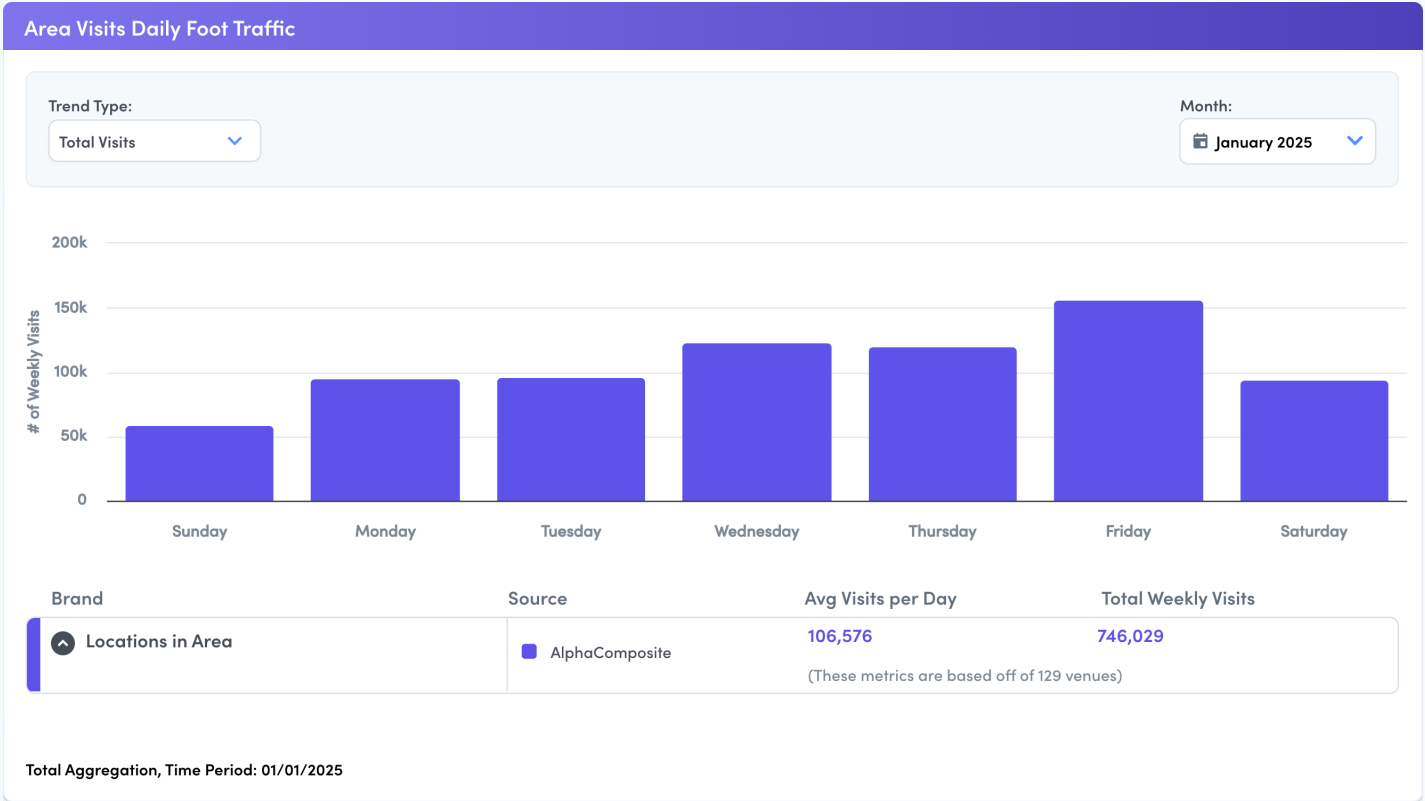 Area Visits Daily Foot Traffic
Trend Type:
Month:
Total Visits
January 2025
200k
150k
100k
50k
0
# of Weekly Visits
Sunday Monday Tuesday Wednesday Thursday Friday Saturday
Brand Source Avg Visits per Day Total Weekly Visits
Locations in Area
AlphaComposite
106,576 746,029
(These metrics are based off of 129 venues)
Total Aggregation, Time Period: 01/01/2025